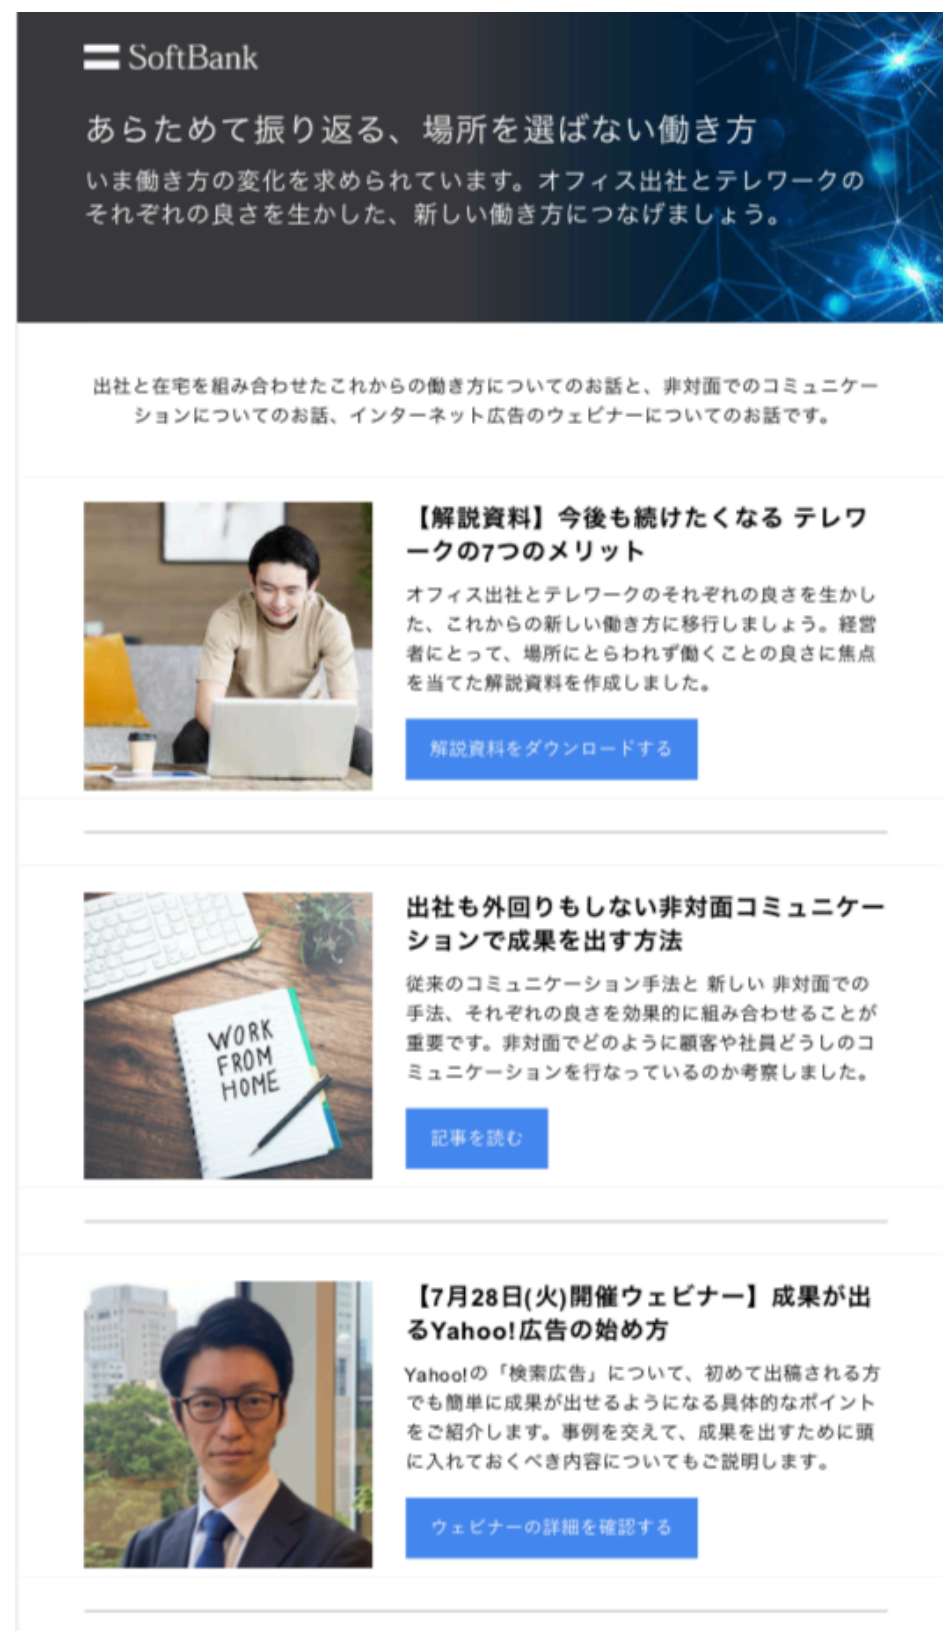 SoftBank
あらためて振り返る、場所を選ばない働き方
いま働き方の変化を求められています。オフィス出社とテレワークの
それぞれの良さを生かした、新しい働き方につなげましょう。
出社と在宅を組み合わせたこれからの働き方についてのお話と、非対面でのコミュニケー
ションについてのお話、インターネット広告のウェビナーについてのお話です。
【解説資料】今後も続けたくなる テレワ
ークの7つのメリット
オフィス出社とテレワークのそれぞれの良さを生かし
た、これからの新しい働き方に移行しましょう。経営
者にとって、場所にとらわれず働くことの良さに焦点
を当てた解説資料を作成しました。
解説資料をダウンロードする
出社も外回りもしない非対面コミュニケー
ションで成果を出す方法
従来のコミュニケーション手法と 新しい 非対面での
手法、それぞれの良さを効果的に組み合わせることが
重要です。非対面でどのように顧客や社員どうしのコ
ミュニケーションを行なっているのか考察しました。
WORK
FROM
HOME
記事を読む
【7月28日(火)開催ウェビナー】成果が出
るYahoo!広告の始め方
Yahoo!の「検索広告」について、初めて出稿される方
でも簡単に成果が出せるようになる具体的なポイント
をご紹介します。事例を交えて、成果を出すために頭
に入れておくべき内容についてもご説明します。
ウェビナーの詳細を確認する